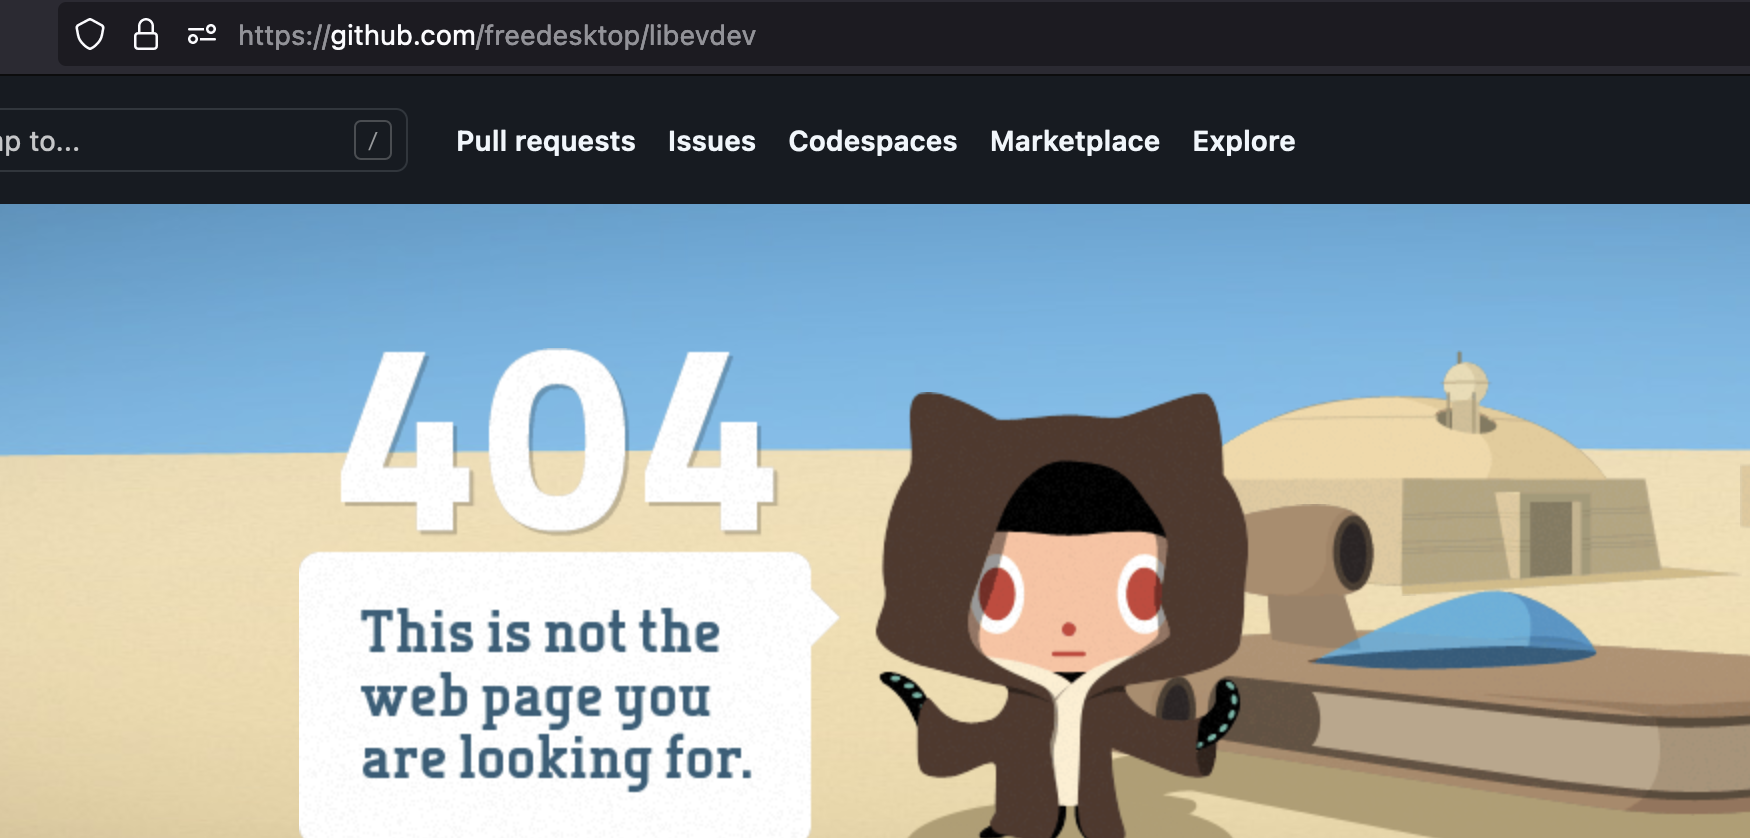 https://github.com/freedesktop/libevdev
p to...
/
Pull requests
Issues
Codespaces
Marketplace
Explore
404
This is not the
web page you
are looking for.